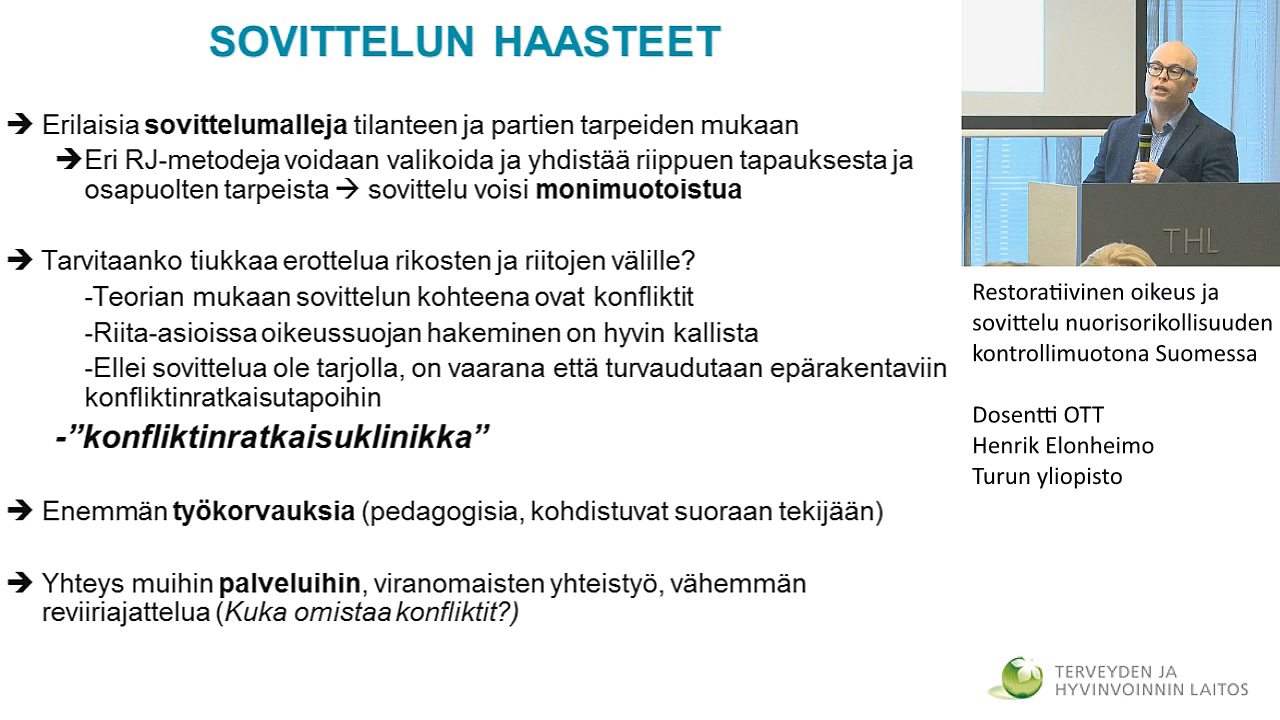 SOVITTELUN HAASTEET
➔ Erilaisia sovittelumalleja tilanteen ja partien tarpeiden mukaan
➔Eri RJ-metodeja voidaan valikoida ja yhdistää riippuen tapauksesta ja
osapuolten tarpeista → sovittelu voisi monimuotoistua
➔ Tarvitaanko tiukkaa erottelua rikosten ja riitojen välille?
-Teorian mukaan sovittelun kohteena ovat konfliktit
-Riita-asioissa oikeussuojan hakeminen on hyvin kallista
-Ellei sovittelua ole tarjolla, on vaarana että turvaudutaan epärakentaviin
konfliktinratkaisutapoihin
-”konfliktinratkaisuklinikka”
➔ Enemmän työkorvauksia (pedagogisia, kohdistuvat suoraan tekijään)
➔ Yhteys muihin palveluihin, viranomaisten yhteistyö, vähemmän
reviiriajattelua (Kuka omistaa konfliktit?)
THL
Restoratiivinen oikeus ja
sovittelu nuorisorikollisuuden
kontrollimuotona Suomessa
Dosentti OTT
Henrik Elonheimo
Turun yliopisto
TERVEYDEN JA
HYVINVOINNIN LAITOS